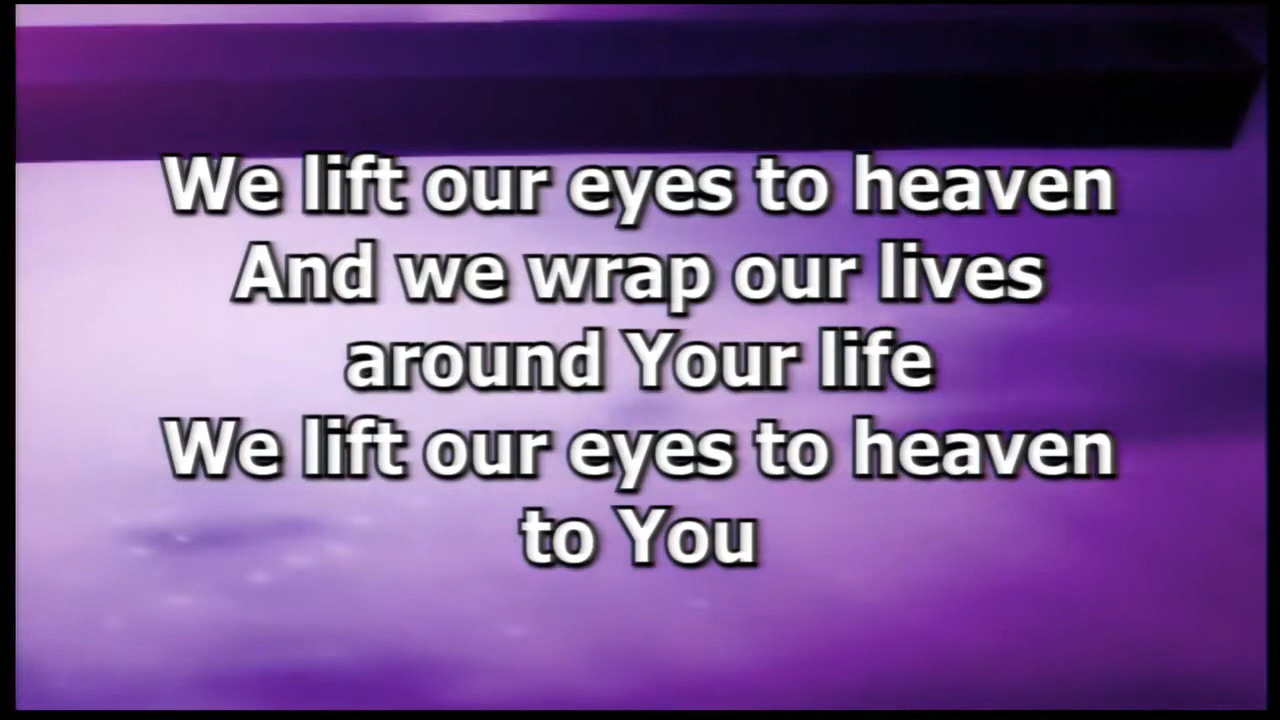 We lift our eyes to heaven
And we wrap our lives
around Your life
We lift our eyes to heaven
to You